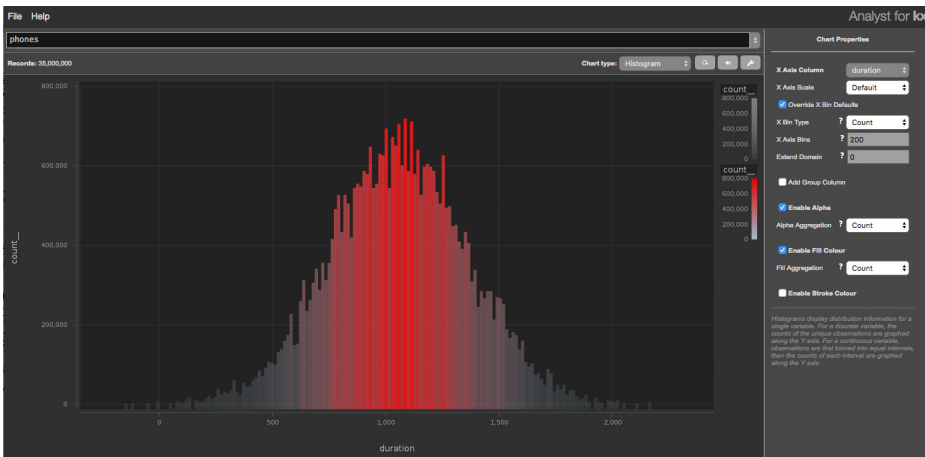 File Help
Analyst for
phones
Records: 35,000,000
Chart type: Histogram
Chart Properties
X Axis Column duration
X Axis Scale Default
Override X Bin Defaults
X Bin Type ? Count
X Axis Bins ? 200
Extend Domain ? 0
Add Group Column
Enable Alpha
Alpha Aggregation ? Count
Enable Fill Colour
Fill Aggregation ? Count
Enable Stroke Colour
Histograms display distribution information for a
single variable. For a discrete variable, the
counts of the unique observations are graphed
along the Y axis. For a continuous variable,
observations are first binned into equal intervals,
then the counts of each interval are graphed
along the Y axis.
count__
800,000
600,000
400,000
200,000
0
count__
800,000
600,000
400,000
200,000
0
count__
800,000
600,000
400,000
200,000
0
0 500 1,000 1,500 2,000
duration